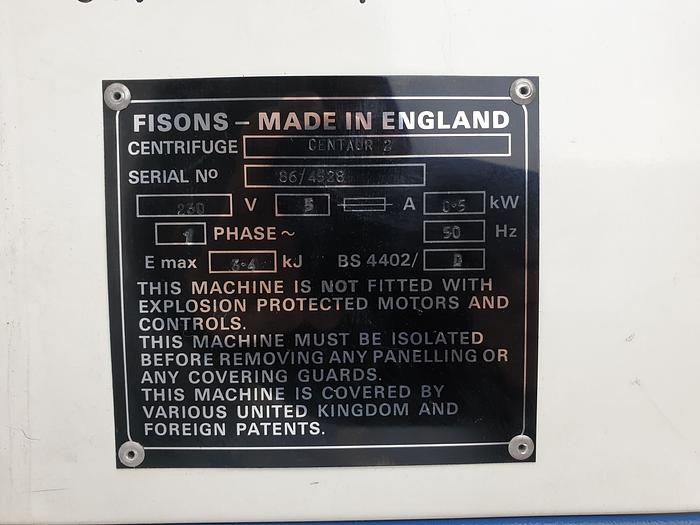 FISONS – MADE IN ENGLAND
CENTRIFUGE CENTAUR 2
SERIAL Nº 86/4528
230 V 5 A 0·5 kW
1 PHASE ~ 50 Hz
E max kJ BS 4402/
THIS MACHINE IS NOT FITTED WITH
EXPLOSION PROTECTED MOTORS AND
CONTROLS.
THIS MACHINE MUST BE ISOLATED
BEFORE REMOVING ANY PANELLING OR
ANY COVERING GUARDS.
THIS MACHINE IS COVERED BY
VARIOUS UNITED KINGDOM AND
FOREIGN PATENTS.